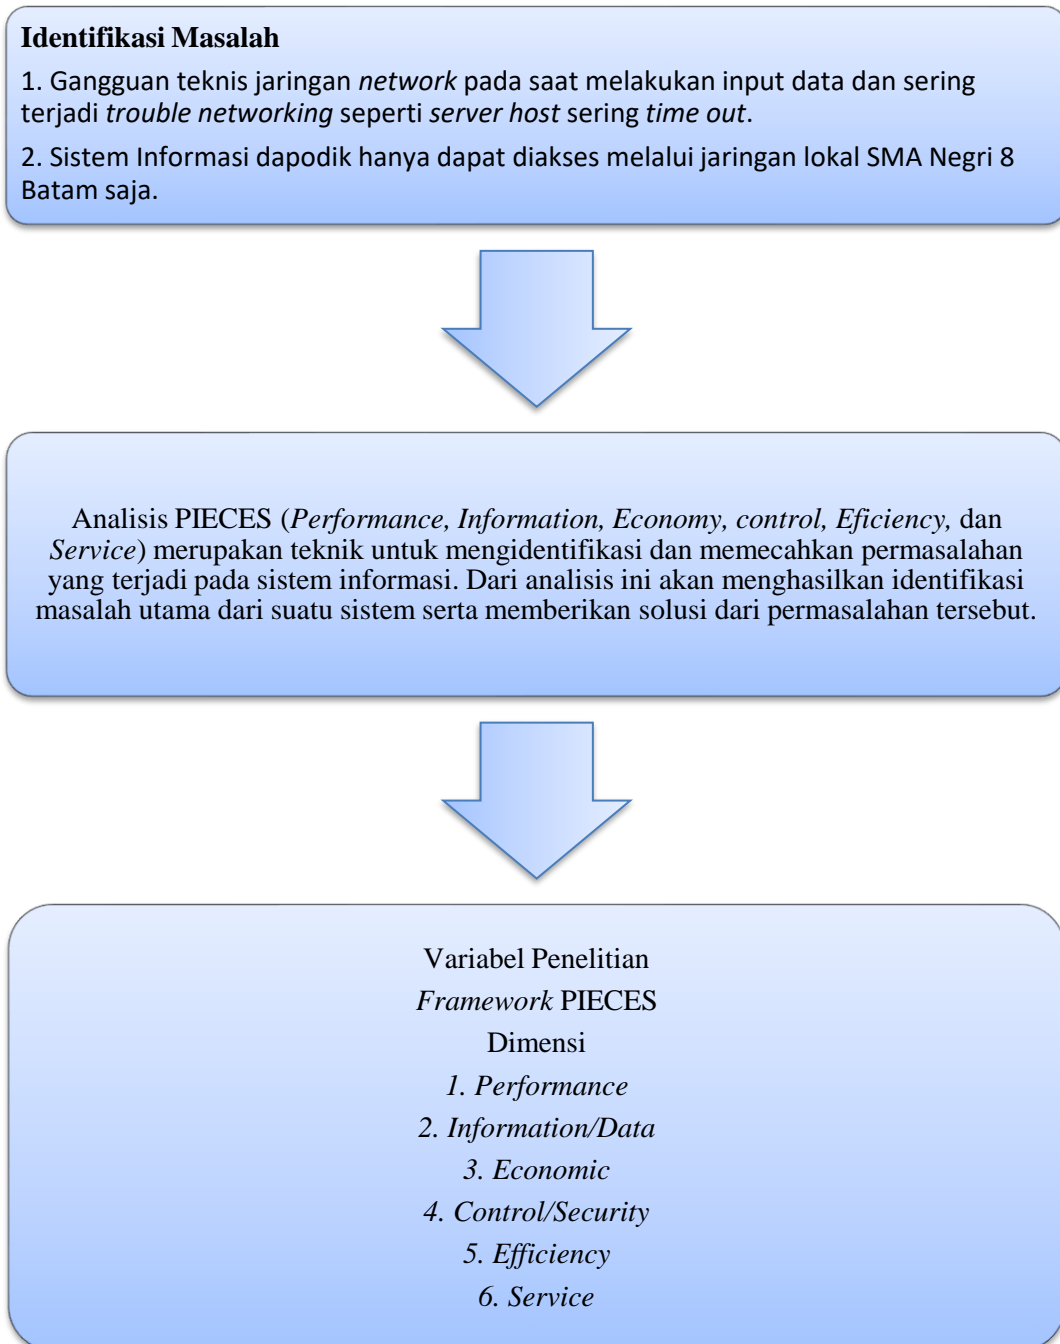 Identifikasi Masalah
1. Gangguan teknis jaringan network pada saat melakukan input data dan sering
terjadi trouble networking seperti server host sering time out.
2. Sistem Informasi dapodik hanya dapat diakses melalui jaringan lokal SMA Negri 8
Batam saja.
Analisis PIECES (Performance, Information, Economy, control, Eficiency, dan
Service) merupakan teknik untuk mengidentifikasi dan memecahkan permasalahan
yang terjadi pada sistem informasi. Dari analisis ini akan menghasilkan identifikasi
masalah utama dari suatu sistem serta memberikan solusi dari permasalahan tersebut.
Variabel Penelitian
Framework PIECES
Dimensi
1. Performance
2. Information/Data
3. Economic
4. Control/Security
5. Efficiency
6. Service